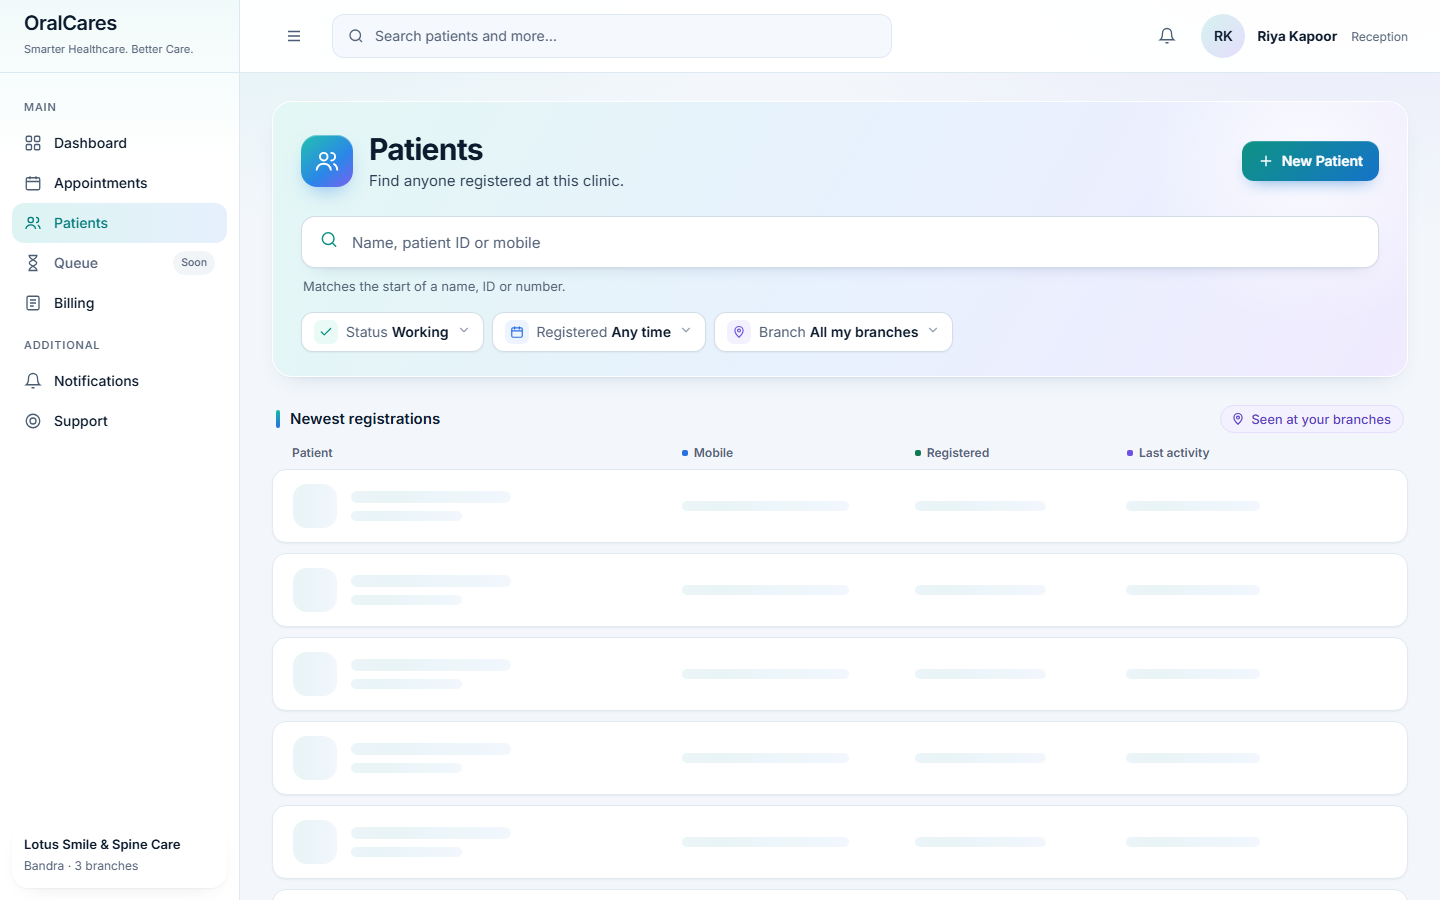 OralCares
Smarter Healthcare. Better Care.
Search patients and more...
RK
Riya Kapoor
Reception
MAIN
Dashboard
Appointments
Patients
Queue
Soon
Billing
ADDITIONAL
Notifications
Support
Lotus Smile & Spine Care
Bandra · 3 branches
Patients
Find anyone registered at this clinic.
New Patient
Name, patient ID or mobile
Matches the start of a name, ID or number.
Status Working
Registered Any time
Branch All my branches
Newest registrations
Seen at your branches
Patient
Mobile
Registered
Last activity